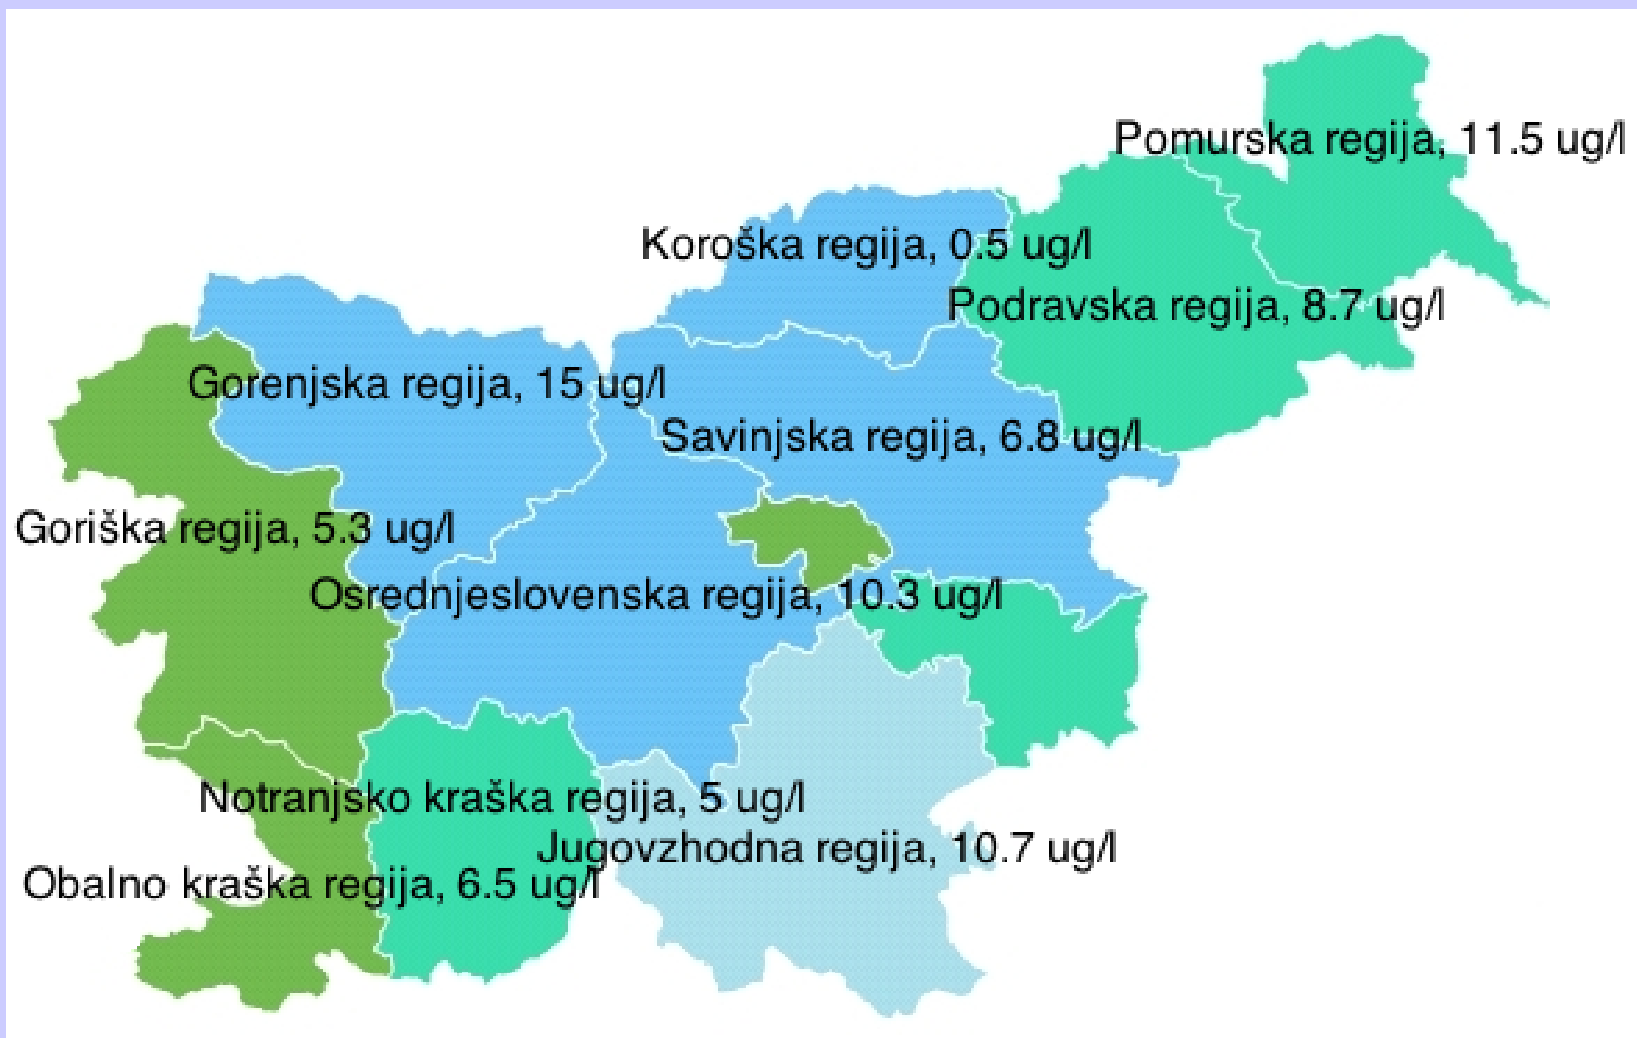 Pomurska regija, 11.5 ug/l
Koroška regija, 0.5 ug/l
Podravska regija, 8.7 ug/l
Gorenjska regija, 15 ug/l
Savinjska regija, 6.8 ug/l
Goriška regija, 5.3 ug/l
Osrednjeslovenska regija, 10.3 ug/l
Notranjsko kraška regija, 5 ug/l
Jugovzhodna regija, 10.7 ug/l
Obalno kraška regija, 6.5 ug/l